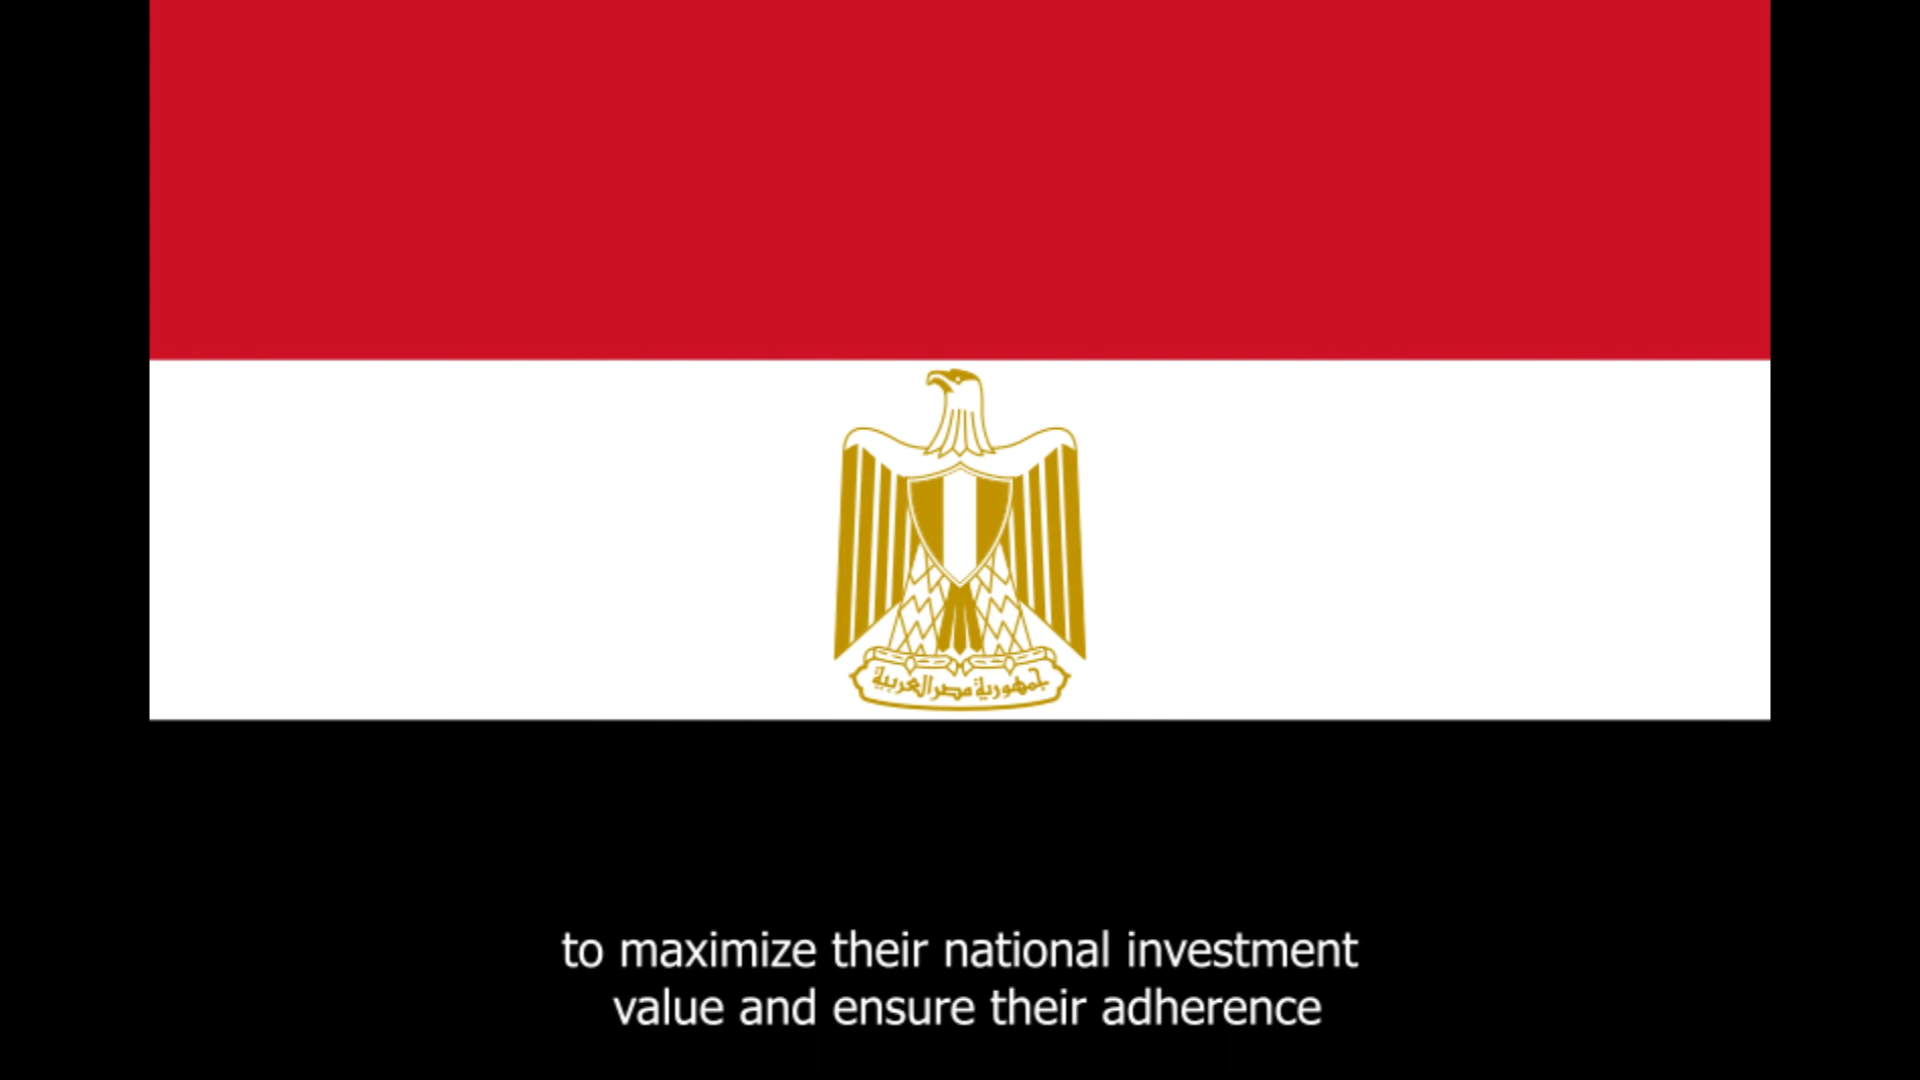 جمهورية مصر العربية
to maximize their national investment
value and ensure their adherence